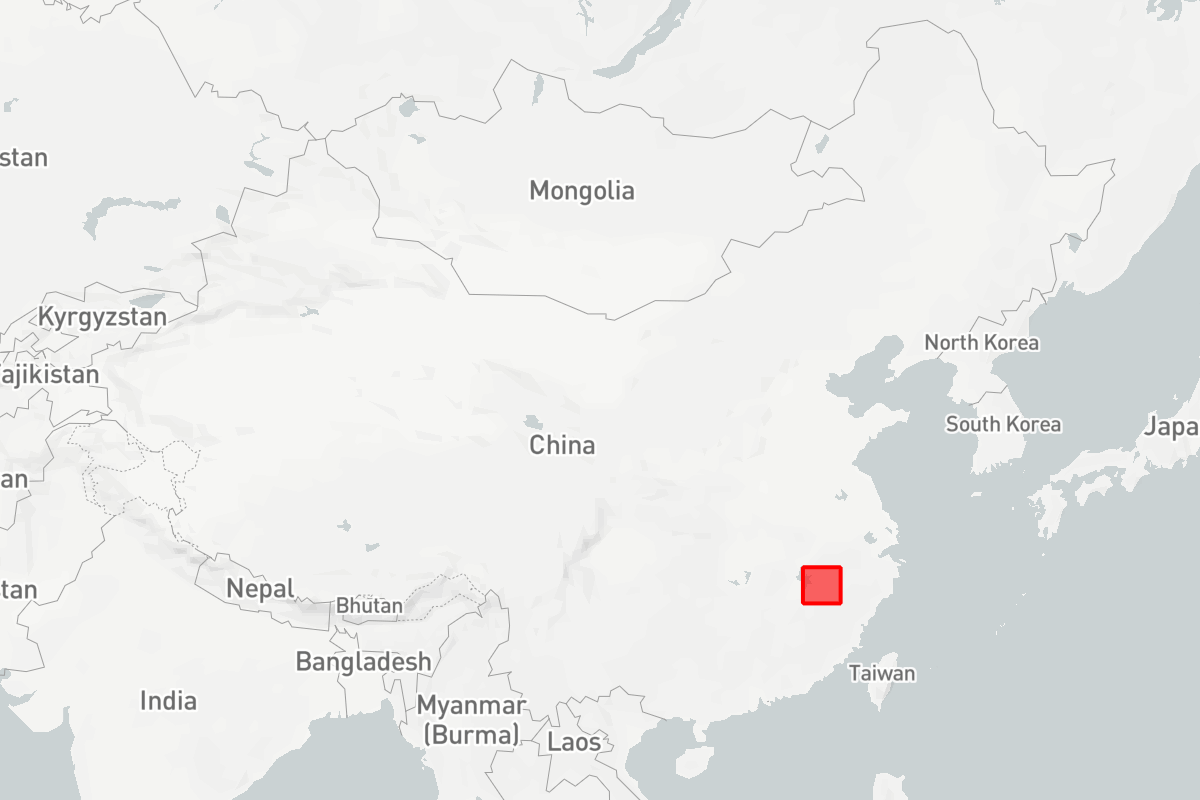 stan
Mongolia
Kyrgyzstan
North Korea
ajikistan
South Korea
Japa
China
an
stan
Nepal
Bhutan
Bangladesh
Taiwan
India
Myanmar
(Burma)
Laos